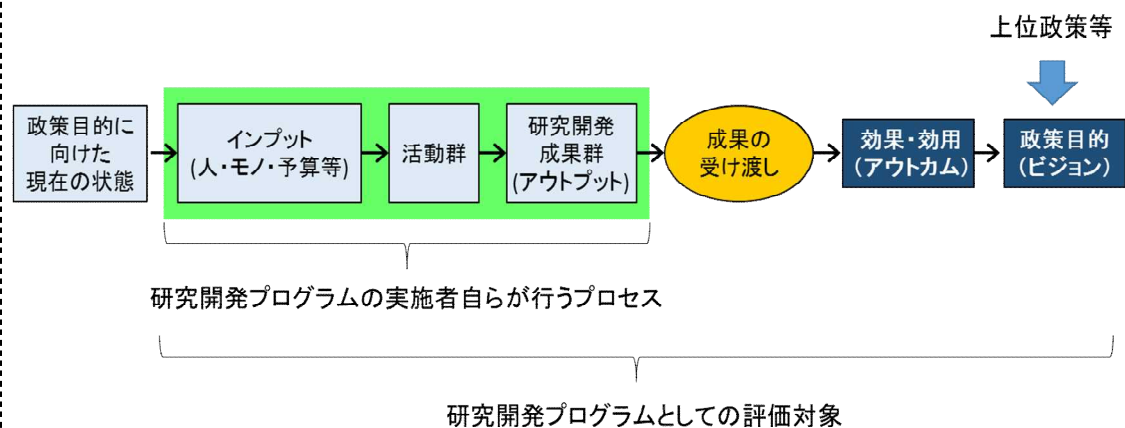 上位政策等
政策目的に
向けた
現在の状態
インプット
(人・モノ・予算等)
活動群
研究開発
成果群
(アウトプット)
成果の
受け渡し
効果・効用
(アウトカム)
政策目的
(ビジョン)
研究開発プログラムの実施者自らが行うプロセス
研究開発プログラムとしての評価対象